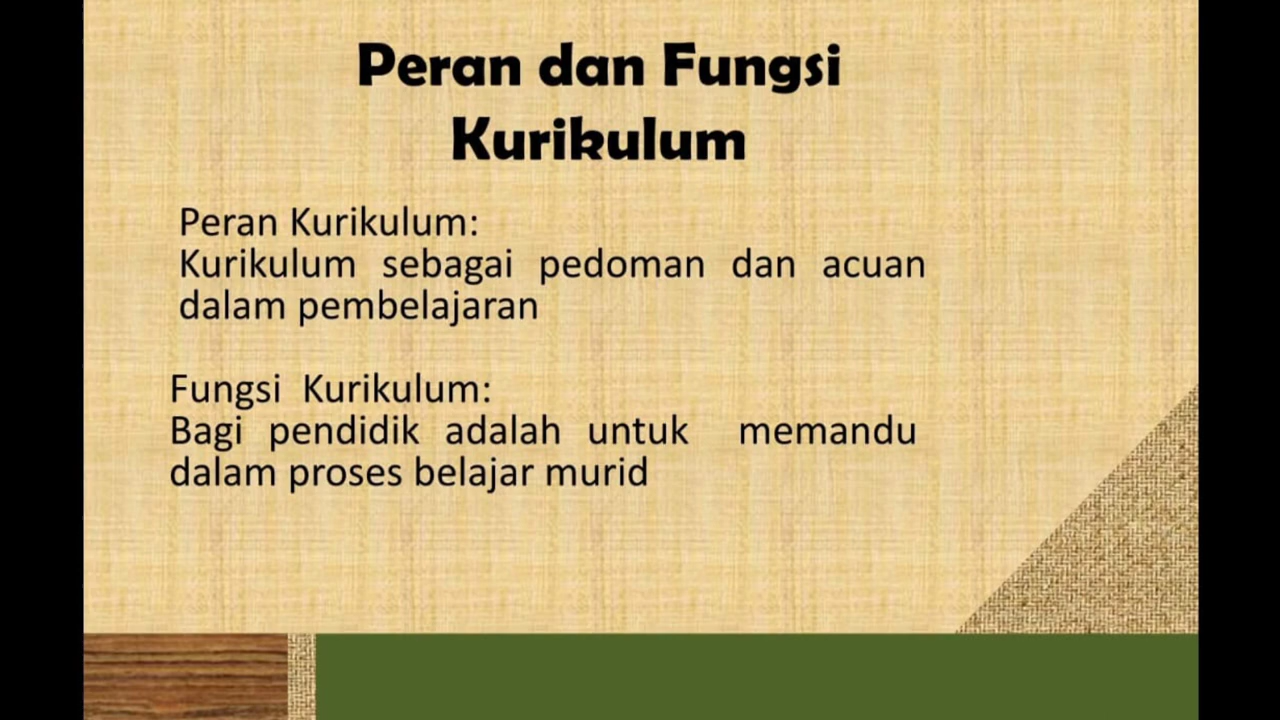 Peran dan Fungsi
Kurikulum
Peran Kurikulum:
Kurikulum sebagai pedoman dan acuan
dalam pembelajaran
Fungsi Kurikulum:
Bagi pendidik adalah untuk memandu
dalam proses belajar murid